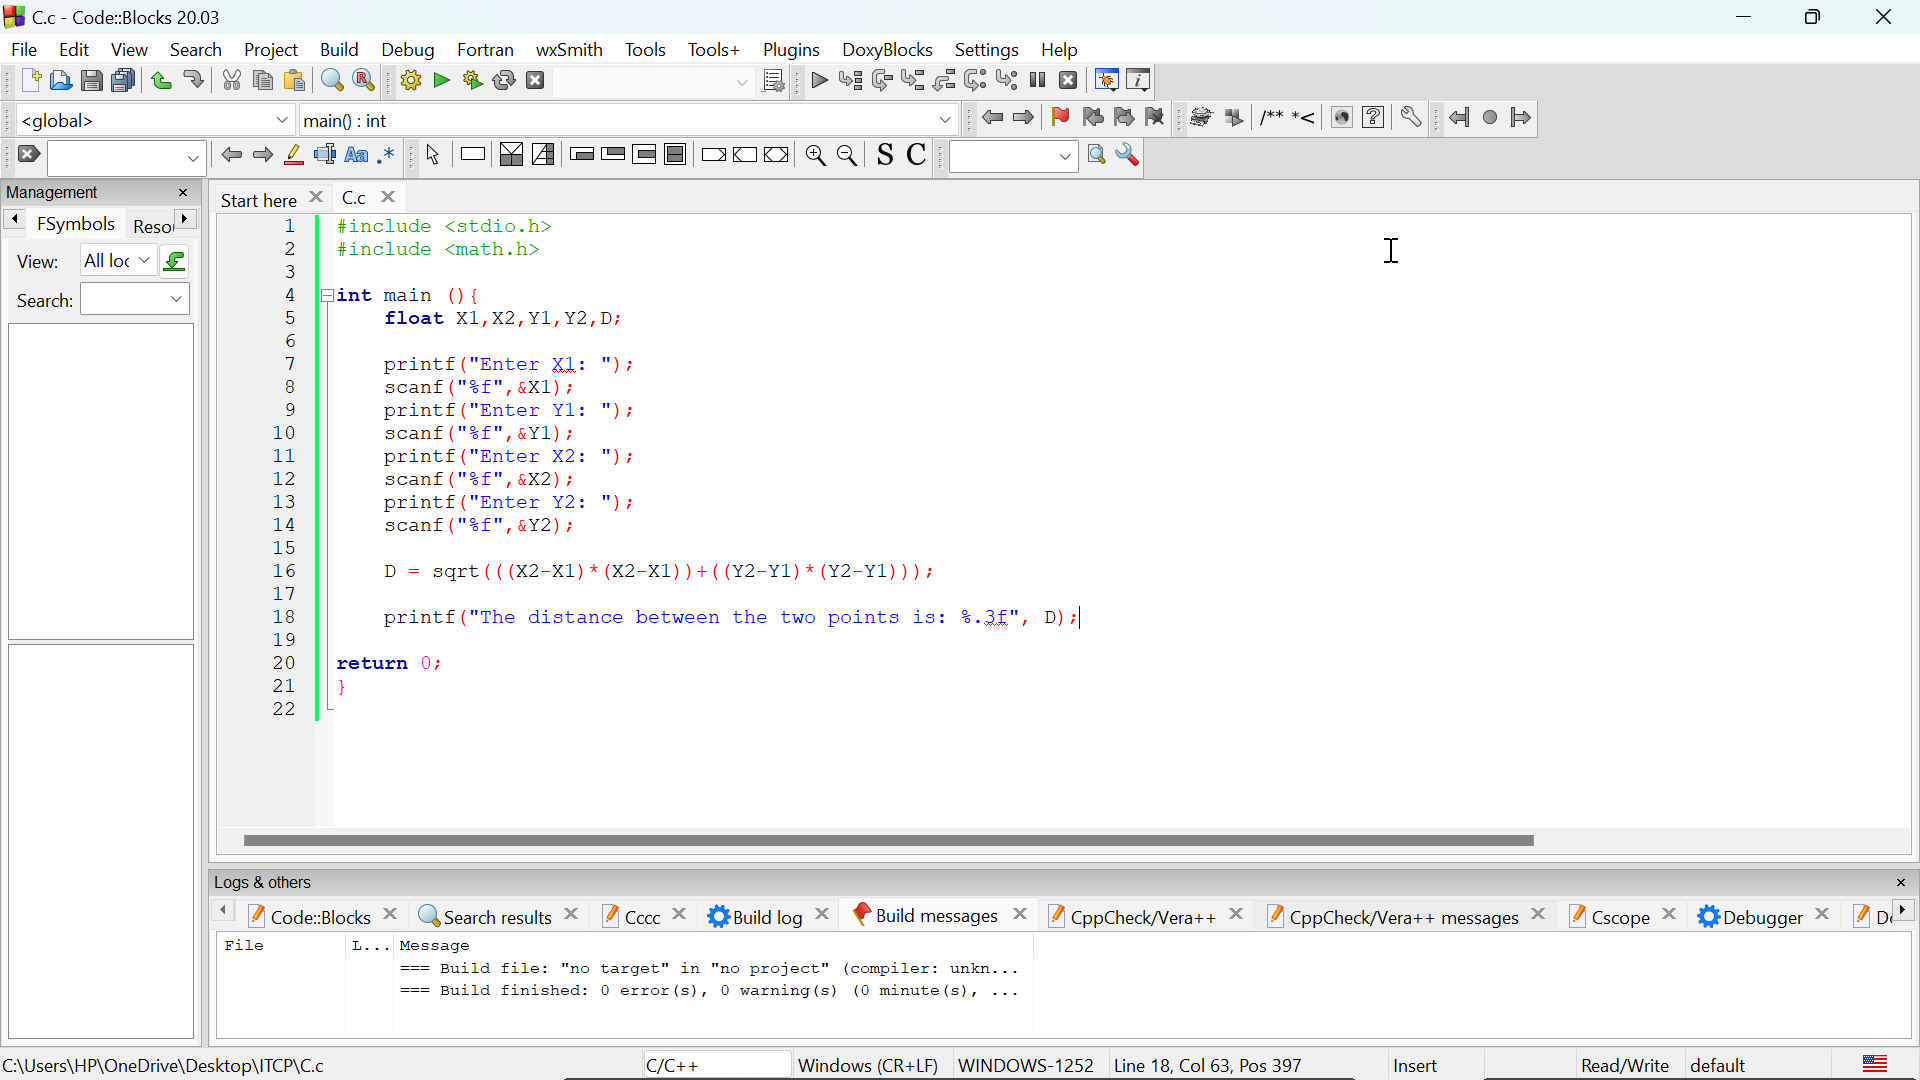 C.c - Code::Blocks 20.03
File Edit View Search Project Build Debug Fortran wxSmith Tools Tools+ Plugins DoxyBlocks Settings Help
<global> main() : int /** *<
Aa .* S C
Management
Start here C.c
FSymbols Reso
View: All loc
Search:
1 #include <stdio.h>
2 #include <math.h>
3
4 int main (){
5 float X1,X2,Y1,Y2,D;
6
7 printf("Enter X1: ");
8 scanf("%f",&X1);
9 printf("Enter Y1: ");
10 scanf("%f",&Y1);
11 printf("Enter X2: ");
12 scanf("%f",&X2);
13 printf("Enter Y2: ");
14 scanf("%f",&Y2);
15
16 D = sqrt(((X2-X1)*(X2-X1))+((Y2-Y1)*(Y2-Y1)));
17
18 printf("The distance between the two points is: %.3f", D);
19
20 return 0;
21 }
22
Logs & others
Code::Blocks Search results Cccc Build log Build messages CppCheck/Vera++ CppCheck/Vera++ messages Cscope Debugger
File L... Message
=== Build file: "no target" in "no project" (compiler: unkn...
=== Build finished: 0 error(s), 0 warning(s) (0 minute(s), ...
C:\Users\HP\OneDrive\Desktop\ITCP\C.c C/C++ Windows (CR+LF) WINDOWS-1252 Line 18, Col 63, Pos 397 Insert Read/Write default